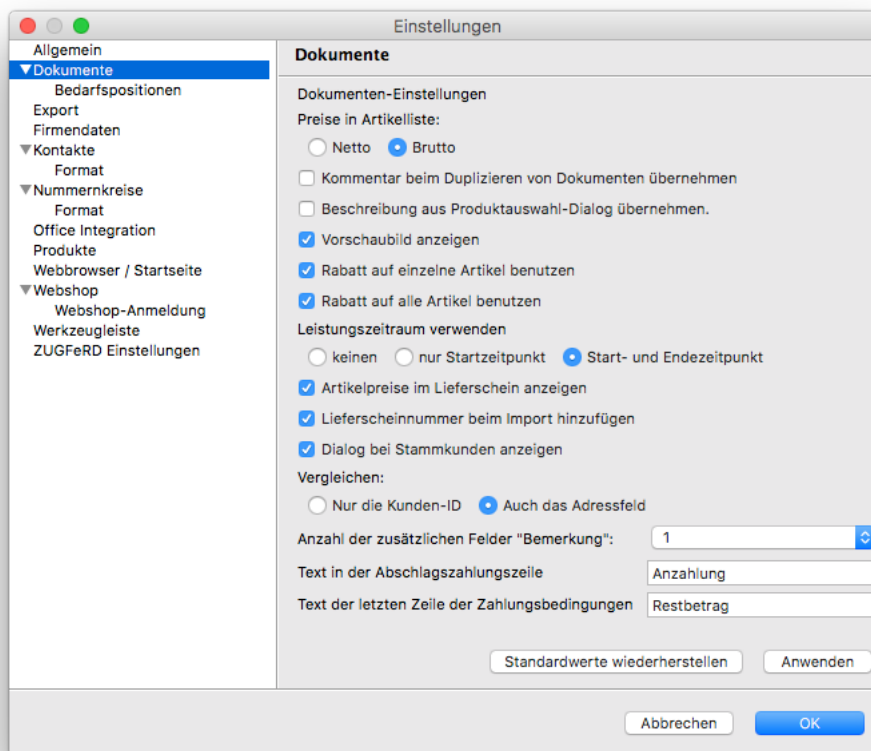 Einstellungen
Allgemein
Dokumente
Bedarfspositionen
Export
Firmendaten
Kontakte
Format
Nummernkreise
Format
Office Integration
Produkte
Webbrowser / Startseite
Webshop
Webshop-Anmeldung
Werkzeugleiste
ZUGFeRD Einstellungen
Dokumente
Dokumenten-Einstellungen
Preise in Artikelliste:
Netto Brutto
Kommentar beim Duplizieren von Dokumenten übernehmen
Beschreibung aus Produktauswahl-Dialog übernehmen.
Vorschaubild anzeigen
Rabatt auf einzelne Artikel benutzen
Rabatt auf alle Artikel benutzen
Leistungszeitraum verwenden
keinen nur Startzeitpunkt Start- und Endezeitpunkt
Artikelpreise im Lieferschein anzeigen
Lieferscheinnummer beim Import hinzufügen
Dialog bei Stammkunden anzeigen
Vergleichen:
Nur die Kunden-ID Auch das Adressfeld
Anzahl der zusätzlichen Felder "Bemerkung": 1
Text in der Abschlagszahlungszeile Anzahlung
Text der letzten Zeile der Zahlungsbedingungen Restbetrag
Standardwerte wiederherstellen Anwenden
Abbrechen OK